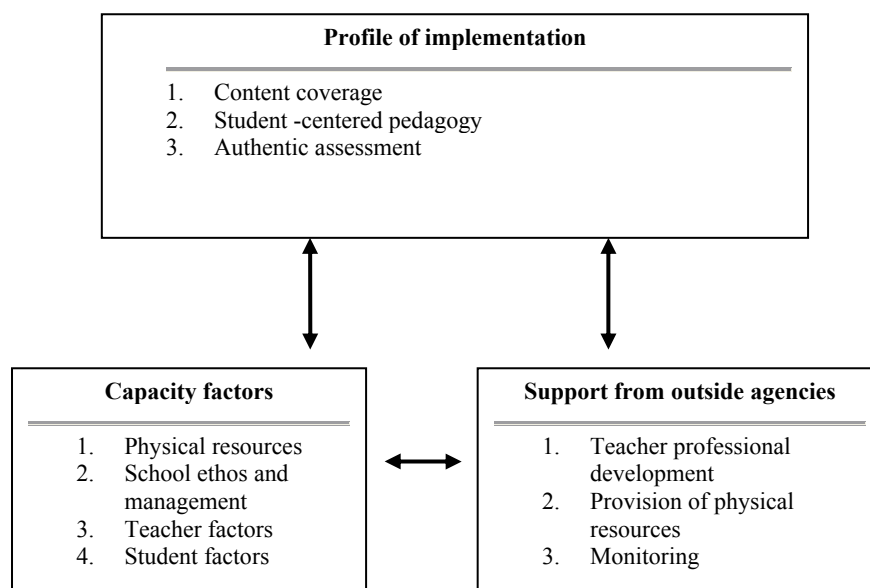 Profile of implementation
1. Content coverage
2. Student -centered pedagogy
3. Authentic assessment
Capacity factors
1. Physical resources
2. School ethos and
management
3. Teacher factors
4. Student factors
Support from outside agencies
1. Teacher professional
development
2. Provision of physical
resources
3. Monitoring